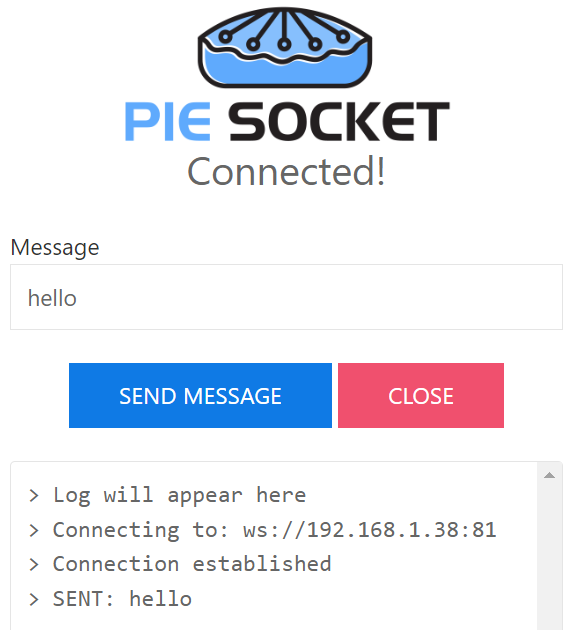 PIE SOCKET
Connected!
Message
hello
SEND MESSAGE CLOSE
> Log will appear here
> Connecting to: ws://192.168.1.38:81
> Connection established
> SENT: hello